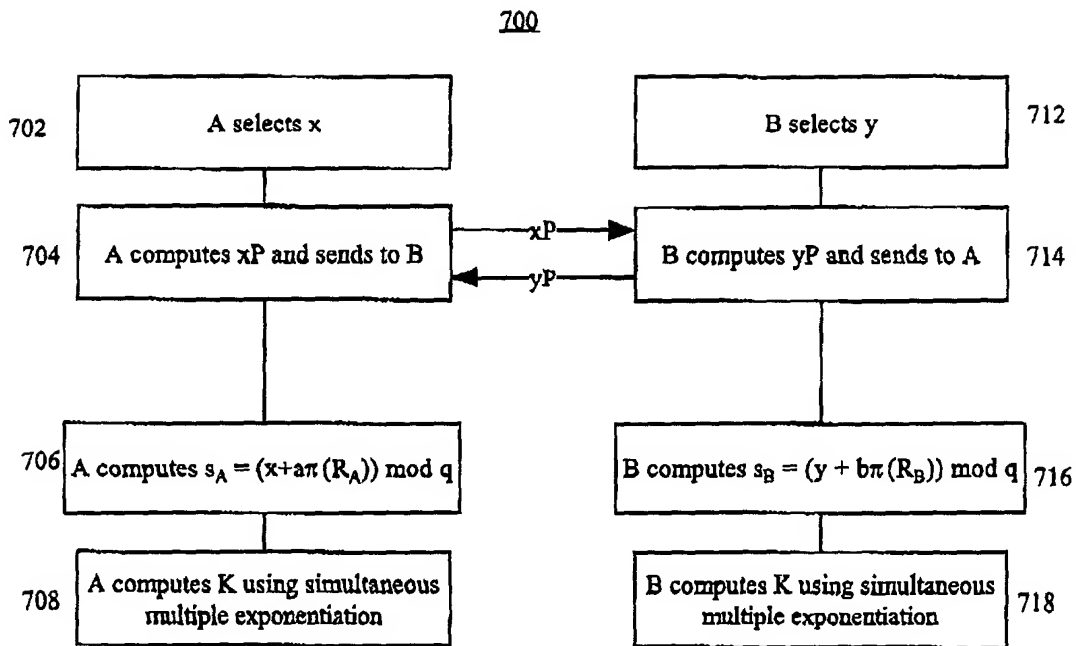 700
702
A selects x
B selects y
712
704
A computes xP and sends to B
xP
yP
B computes yP and sends to A
714
706
A computes s_A = (x+aπ(R_A)) mod q
B computes s_B = (y + bπ(R_B)) mod q
716
708
A computes K using simultaneous
multiple exponentiation
B computes K using simultaneous
multiple exponentiation
718